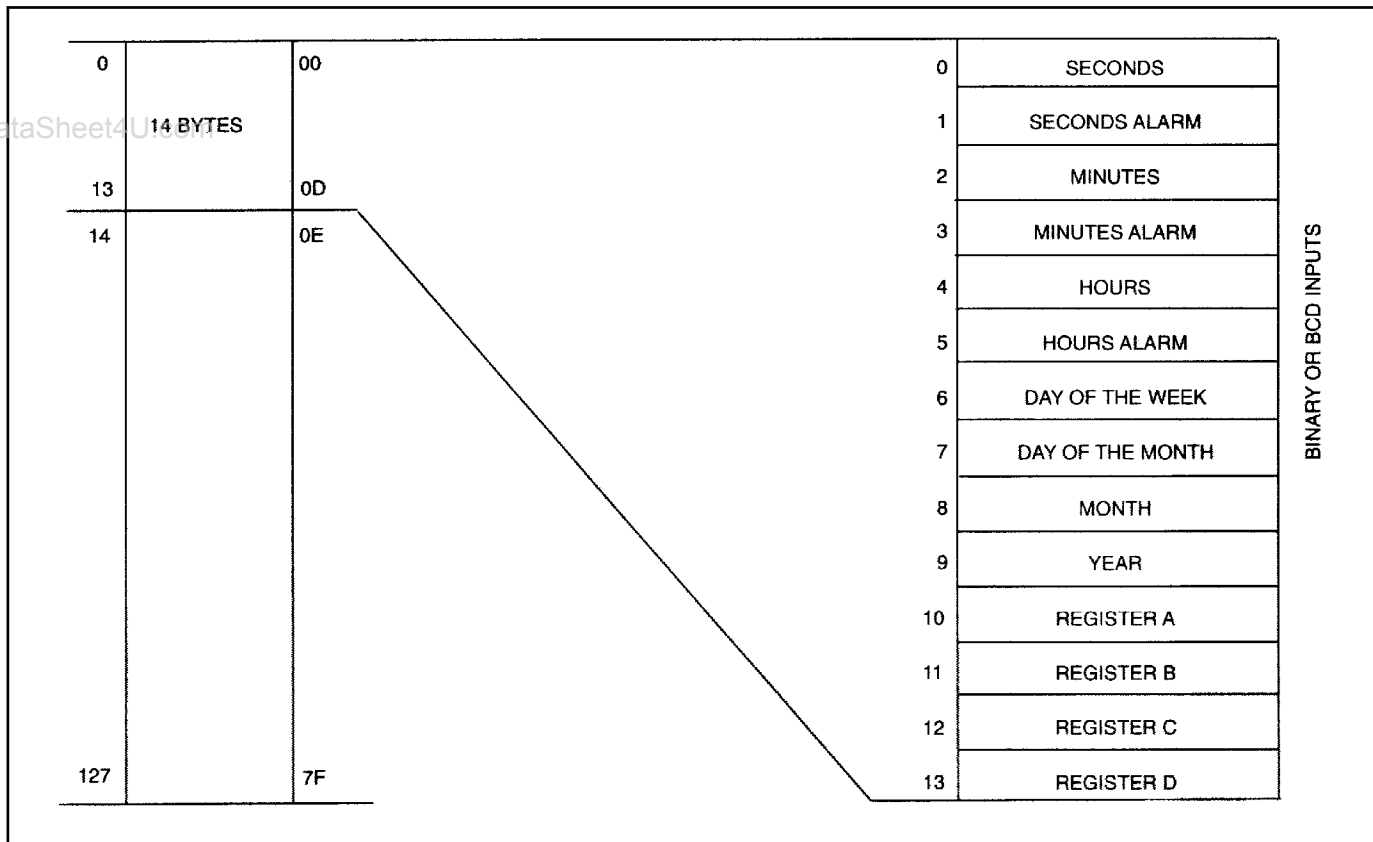 0 00
14 BYTES
13 0D
14 0E
127 7F
0 SECONDS
1 SECONDS ALARM
2 MINUTES
3 MINUTES ALARM
4 HOURS
5 HOURS ALARM
6 DAY OF THE WEEK
7 DAY OF THE MONTH
8 MONTH
9 YEAR
10 REGISTER A
11 REGISTER B
12 REGISTER C
13 REGISTER D
BINARY OR BCD INPUTS
ataSheet4U.com